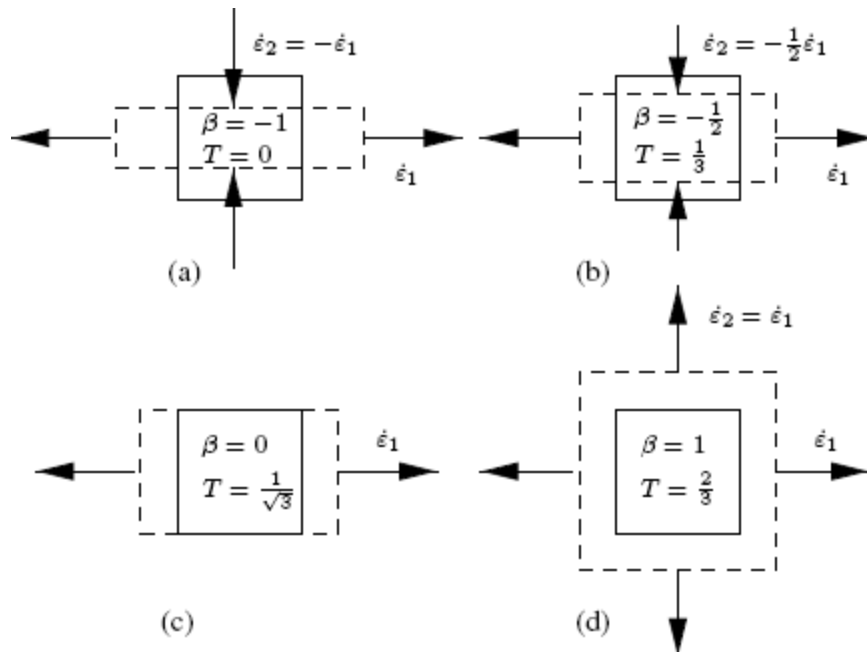 ε̇₂ = −ε̇₁
β = −1
T = 0
ε̇₁
(a)
ε̇₂ = −½ε̇₁
β = −½
T = ⅓
ε̇₁
(b)
β = 0
T = 1/√3
ε̇₁
(c)
ε̇₂ = ε̇₁
β = 1
T = ⅔
ε̇₁
(d)